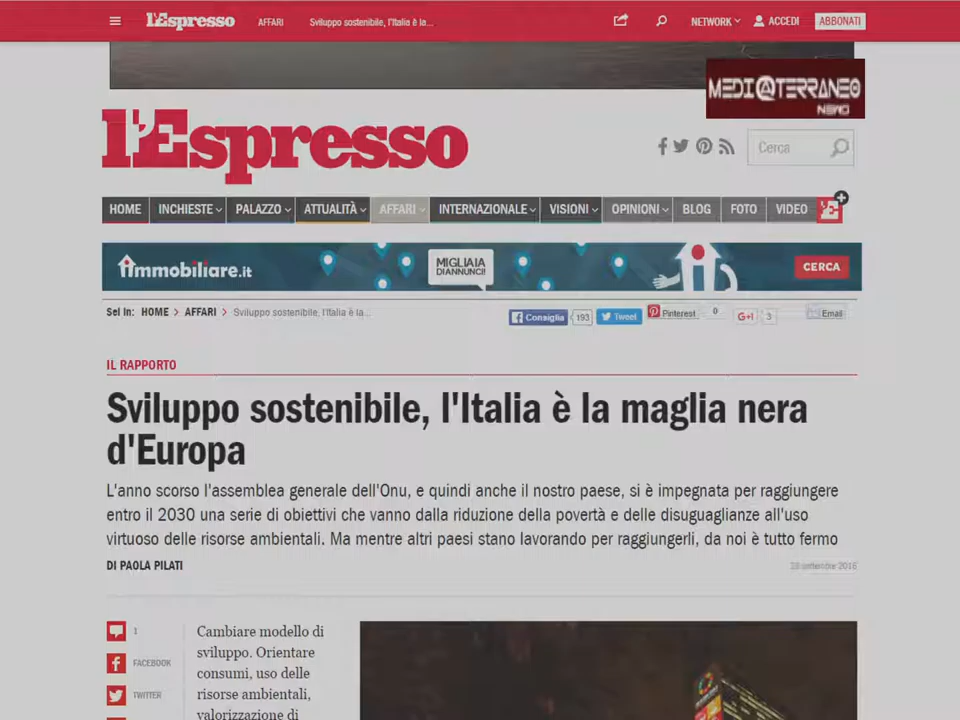 l'Espresso AFFARI Sviluppo sostenibile, l'Italia è la... NETWORK ACCEDI ABBONATI
MEDI@TERRANEO
NEWS
l'Espresso
Cerca
HOME INCHIESTE PALAZZO ATTUALITÀ AFFARI INTERNAZIONALE VISIONI OPINIONI BLOG FOTO VIDEO l'E
immobiliare.it MIGLIAIA
DI ANNUNCI! CERCA
Sei in: HOME > AFFARI > Sviluppo sostenibile, l'Italia è la...
Consiglia 193 Tweet Pinterest 0 G+1 3 Email
IL RAPPORTO
Sviluppo sostenibile, l'Italia è la maglia nera
d'Europa
L'anno scorso l'assemblea generale dell'Onu, e quindi anche il nostro paese, si è impegnata per raggiungere
entro il 2030 una serie di obiettivi che vanno dalla riduzione della povertà e delle disuguaglianze all'uso
virtuoso delle risorse ambientali. Ma mentre altri paesi stano lavorando per raggiungerli, da noi è tutto fermo
DI PAOLA PILATI 28 settembre 2016
1
FACEBOOK
TWITTER
Cambiare modello di
sviluppo. Orientare
consumi, uso delle
risorse ambientali,
valorizzazione di